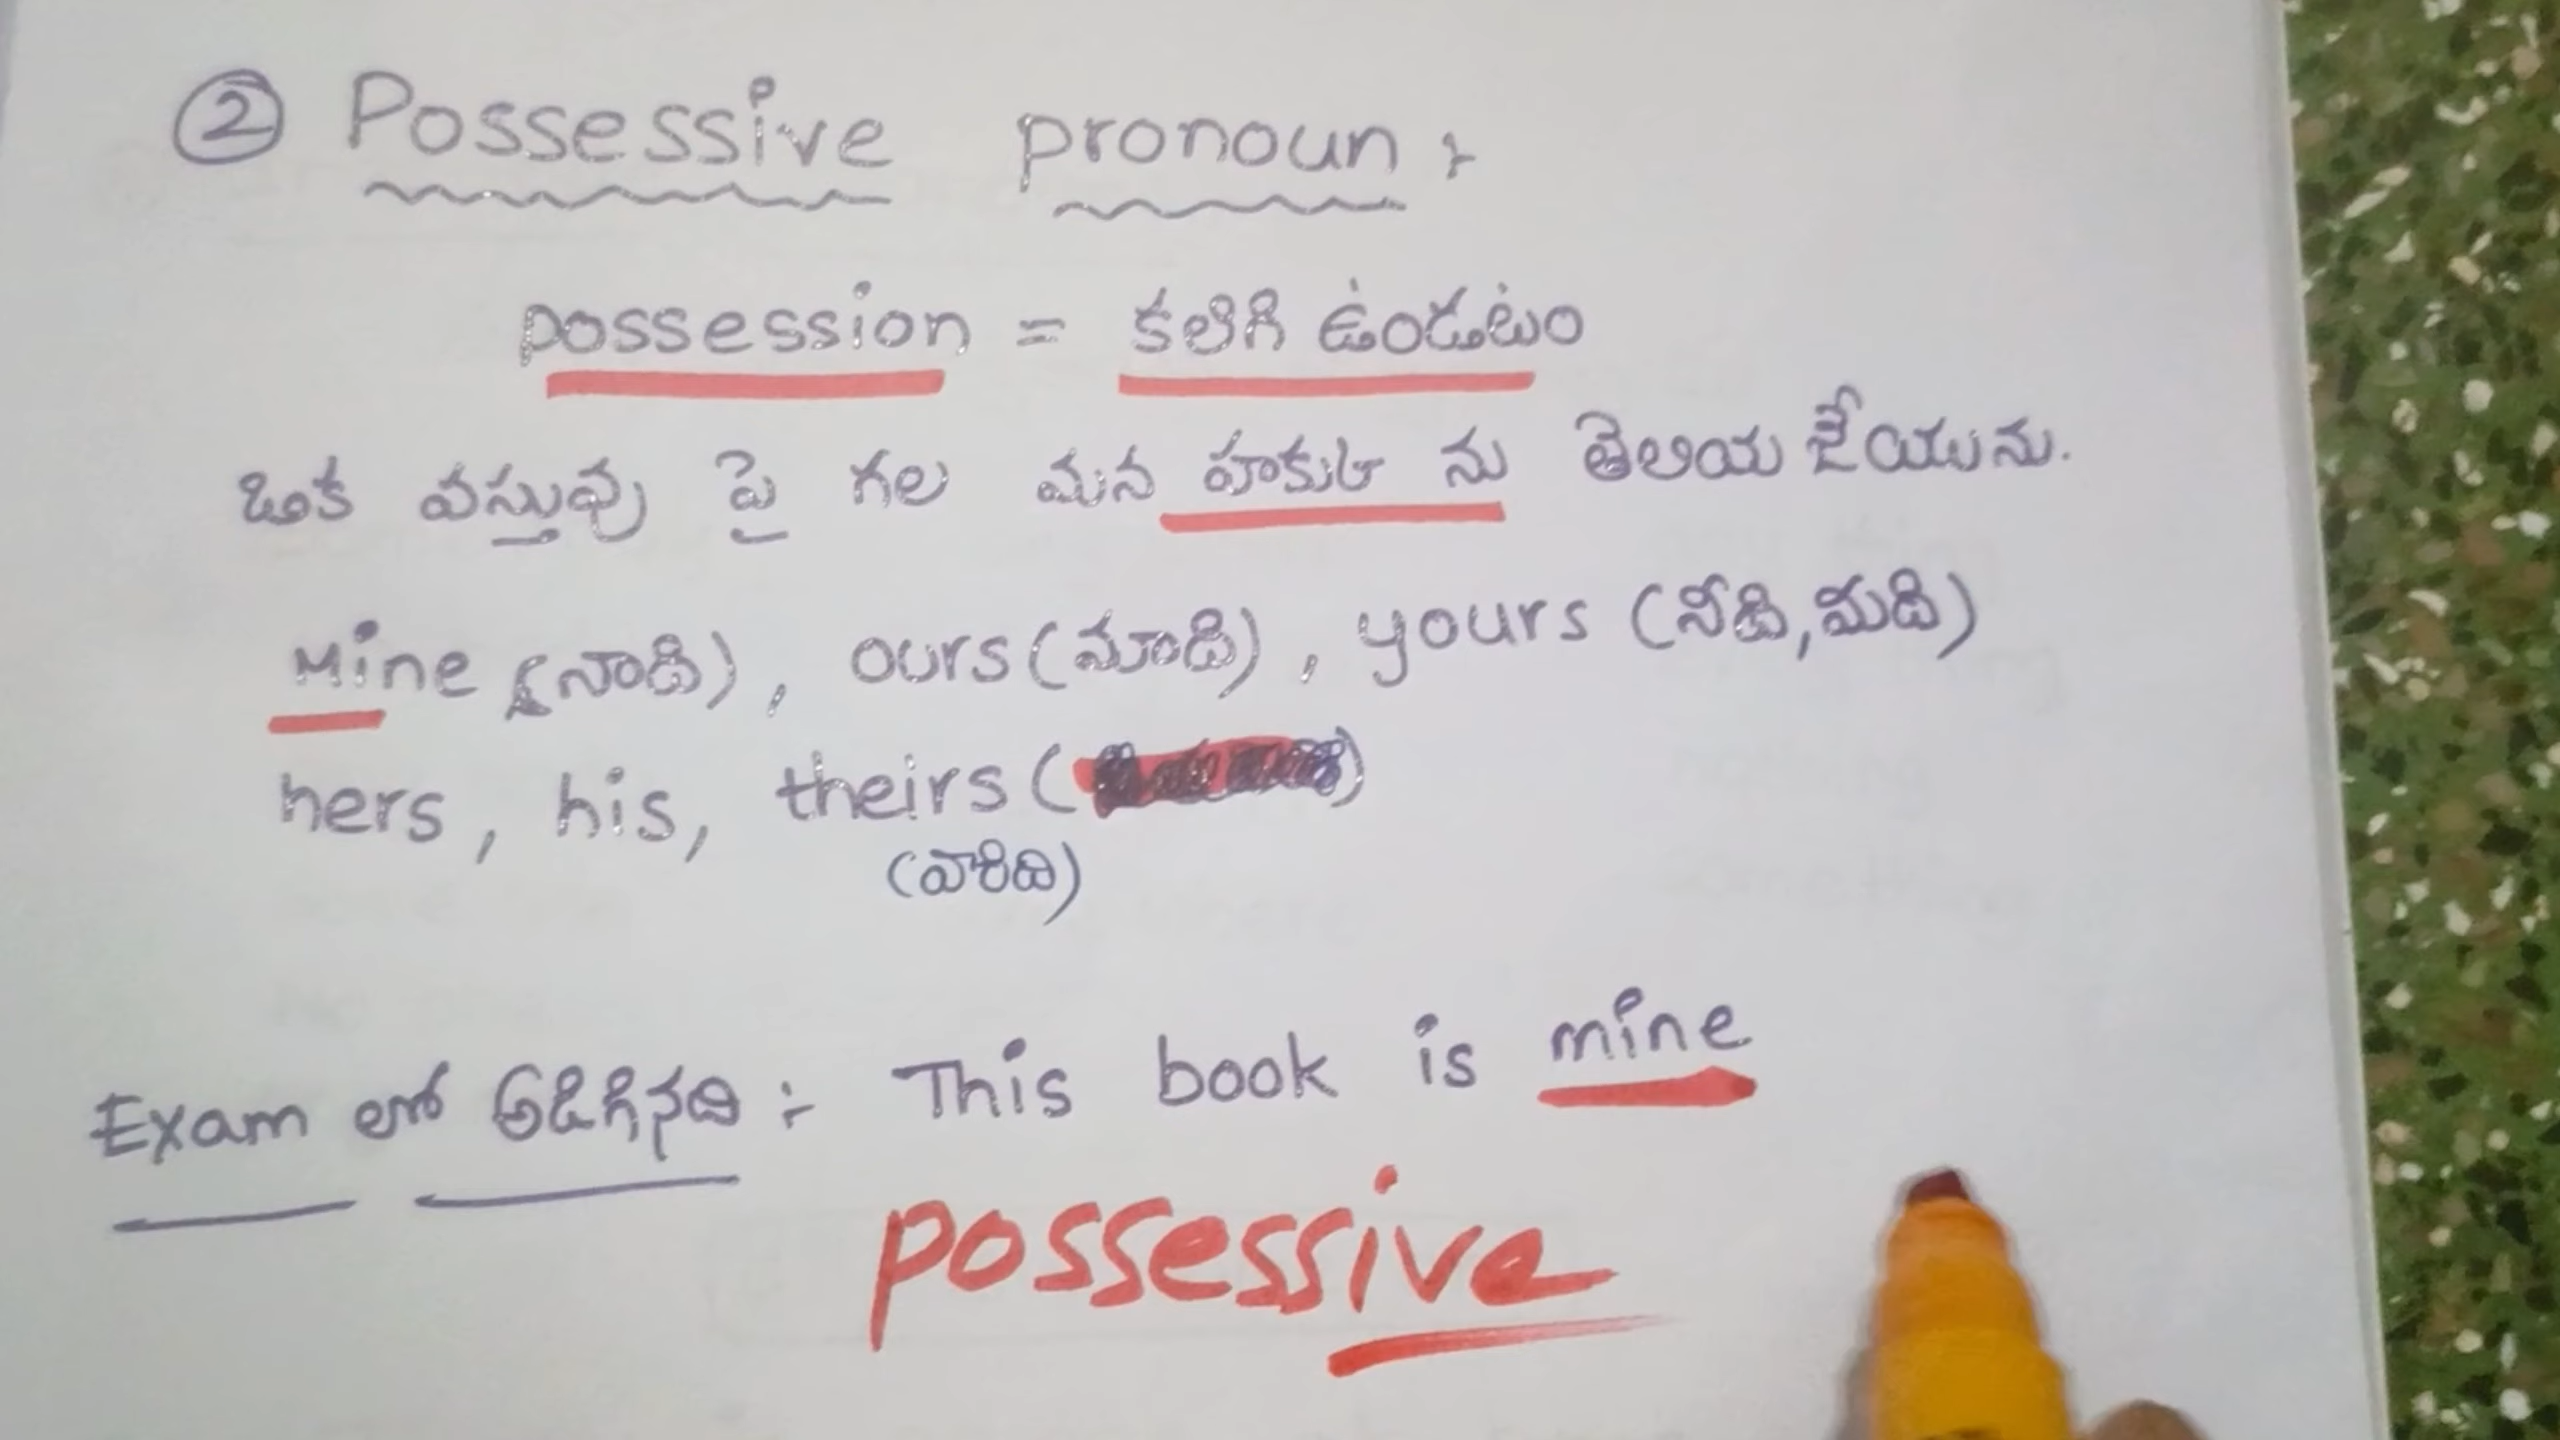 ② Possessive pronoun :-
possession = కలిగి ఉండటం
ఒక వస్తువు పై గల మన హక్కు ను తెలియ జేయును.
Mine (నాది), ours (మాది), yours (నీది, మీది)
hers, his, theirs (
(వారిది)
Exam లో అడిగినది :- This book is mine
possessive